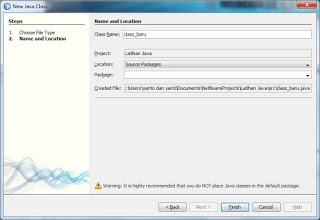 New Java Class
Steps
1. Choose File Type
2. Name and Location
Name and Location
Class Name: class_baru
Project: Latihan Java
Location: Source Packages
Package:
Created File: :\Users\yanto dan yanti\Documents\NetBeansProjects\Latihan Java\src\class_baru.java
Warning: It is highly recommended that you do NOT place Java classes in the default package.
< Back Next > Finish Cancel Help